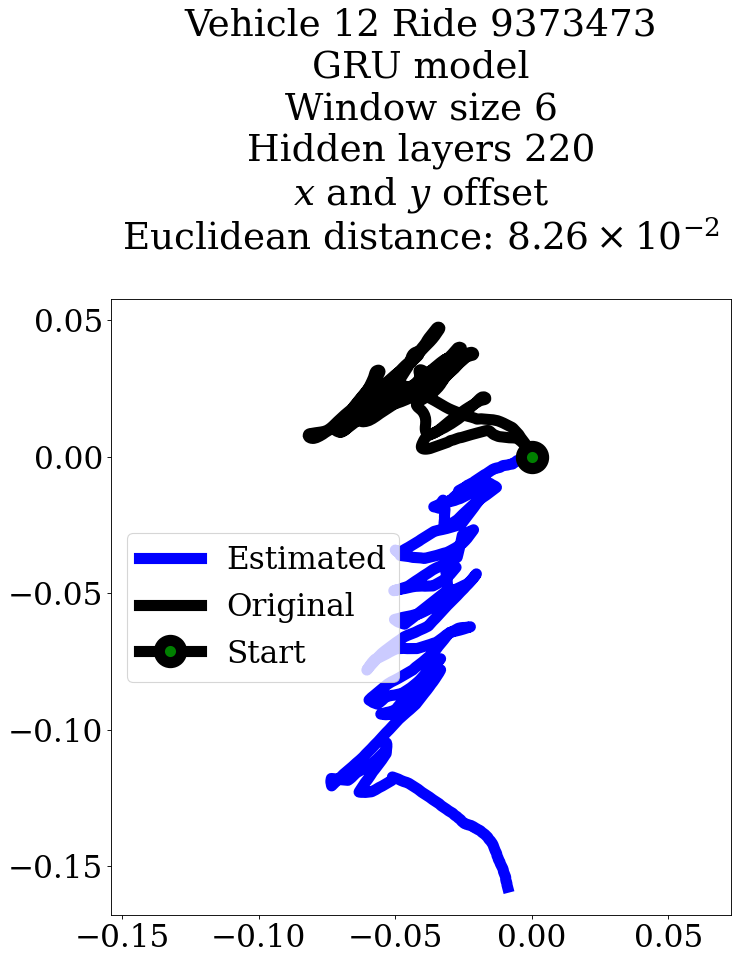 Vehicle 12 Ride 9373473
GRU model
Window size 6
Hidden layers 220
x and y offset
Euclidean distance: 8.26 × 10⁻²
0.05
0.00
−0.05
−0.10
−0.15
Estimated
Original
Start
−0.15 −0.10 −0.05 0.00 0.05